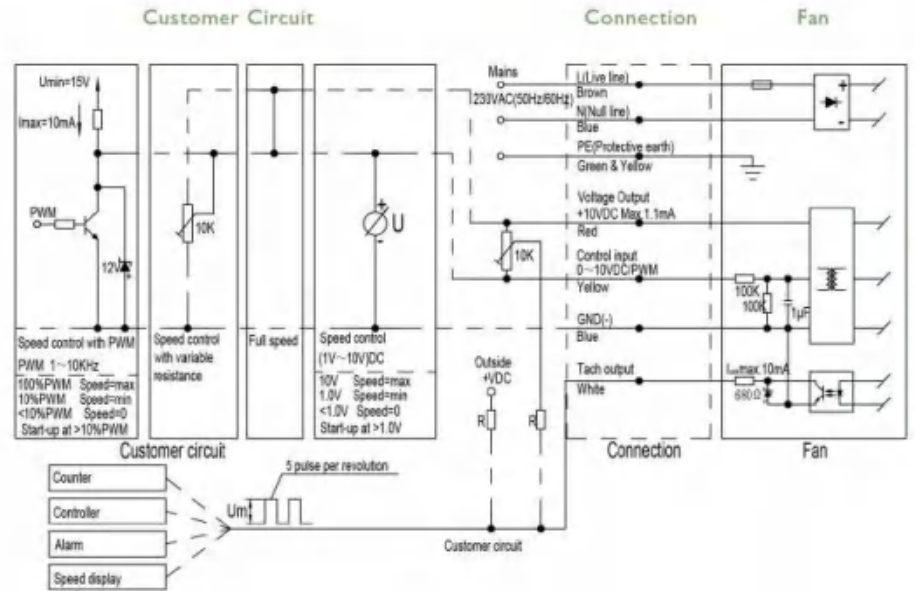 Customer Circuit
Connection
Fan
Umin=15V
Imax=10mA
PWM
12V
Speed control with PWM
PWM 1~10KHz
100%PWM Speed=max
10%PWM Speed=min
<10%PWM Speed=0
Start-up at >10%PWM
10K
Speed control
with variable
resistance
Full speed
U
+
-
Speed control
(1V~10V)DC
10V Speed=max
1.0V Speed=min
<1.0V Speed=0
Start-up at >1.0V
Customer circuit
Mains
230VAC(50Hz/60Hz)
10K
Outside
+VDC
R
R
L(Live line)
Brown
N(Null line)
Blue
PE(Protective earth)
Green & Yellow
Voltage Output
+10VDC Max 1.1mA
Red
Control input
0~10VDC/PWM
Yellow
GND(-)
Blue
Tach output
White
Connection
+
-
100K
100K
1μF
max.10mA
680Ω
Fan
Counter
Controller
Alarm
Speed display
Um
5 pulse per revolution
Customer circuit